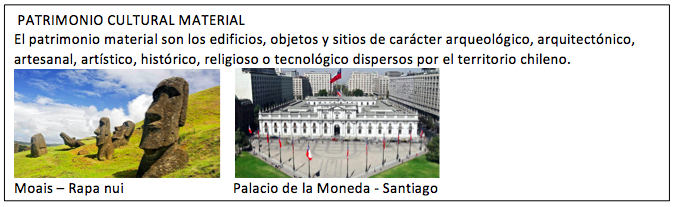 PATRIMONIO CULTURAL MATERIAL
El patrimonio material son los edificios, objetos y sitios de carácter arqueológico, arquitectónico,
artesanal, artístico, histórico, religioso o tecnológico dispersos por el territorio chileno.
Moais – Rapa nui Palacio de la Moneda - Santiago